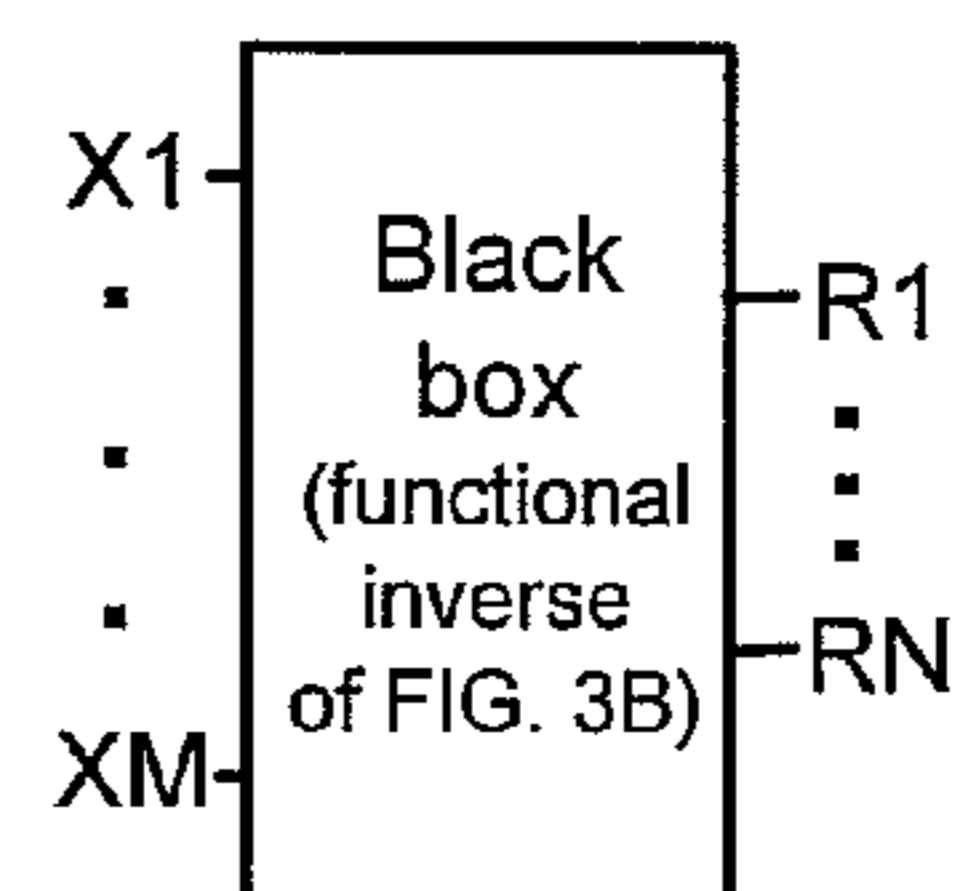 X1
Black
box
(functional
inverse
of FIG. 3B)
XM
R1
RN